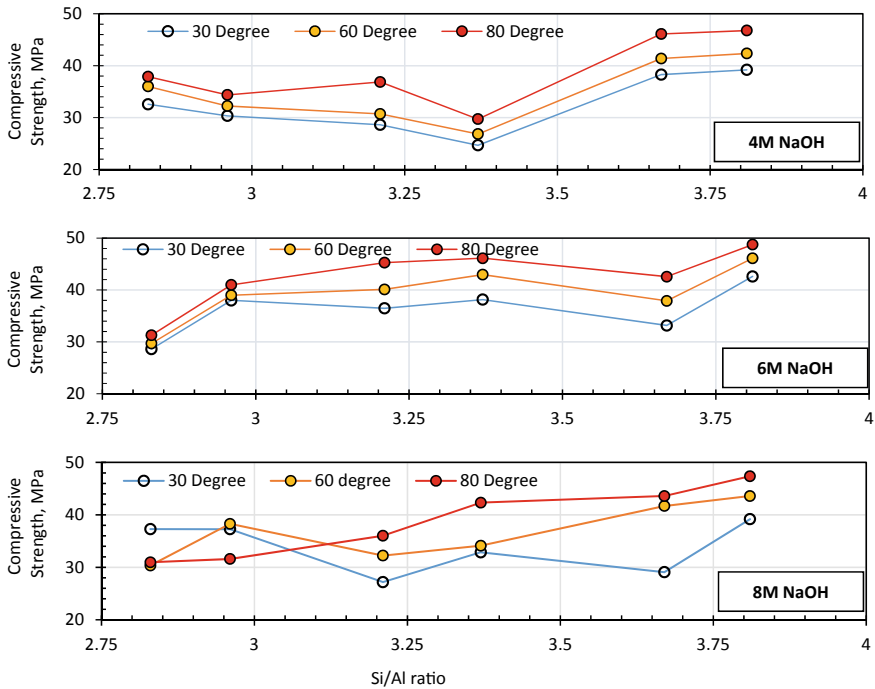 Compressive
Strength, MPa
50
40
30
20
30 Degree
60 Degree
80 Degree
4M NaOH
2.75
3
3.25
3.5
3.75
4
Compressive
Strength, MPa
50
40
30
20
30 Degree
60 Degree
80 Degree
6M NaOH
2.75
3
3.25
3.5
3.75
4
Compressive
Strength, MPa
50
40
30
20
30 Degree
60 degree
80 Degree
8M NaOH
2.75
3
3.25
3.5
3.75
4
Si/Al ratio